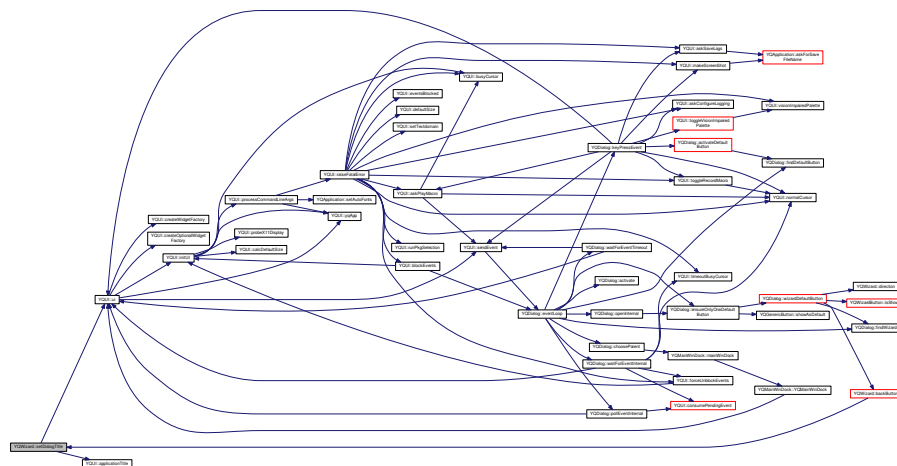 YQUI::askSaveLogs
YQApplication::askForSave
FileName
YQUI::makeScreenShot
YQUI::busyCursor
YQUI::eventsBlocked
YQUI::defaultSize
YQUI::setTextdomain
YQUI::askConfigureLogging
YQUI::visionImpairedPalette
YQUI::toggleVisionImpaired
Palette
YQDialog::keyPressEvent
YQDialog::activateDefault
Button
YQDialog::findDefaultButton
YQUI::raiseFatalError
YQUI::toggleRecordMacro
YQUI::askPlayMacro
YQUI::normalCursor
YQUI::processCommandLineArgs
YQApplication::setAutoFonts
YQUI::yqApp
YQUI::createWidgetFactory
YQUI::createOptionalWidget
Factory
YQUI::probeX11Display
YQUI::calcDefaultSize
YQUI::initUI
YQUI::runPkgSelection
YQUI::blockEvents
YQUI::sendEvent
YQDialog::waitForEventTimeout
YQDialog::activate
YQUI::timeoutBusyCursor
YQUI::ui
YQDialog::eventLoop
YQDialog::openInternal
YQDialog::ensureOnlyOneDefault
Button
YQDialog::wizardDefaultButton
YQWizard::direction
YQGenericButton::showAsDefault
YQDialog::findWizard
YQDialog::chooseParent
YQMainWinDock::mainWinDock
YQDialog::waitForEventInternal
YQUI::forceUnblockEvents
YQMainWinDock::YQMainWinDock
YQWizard::backButton
YQUI::consumePendingEvent
YQDialog::pollEventInternal
YQWizard::setDialogTitle
YQUI::applicationTitle